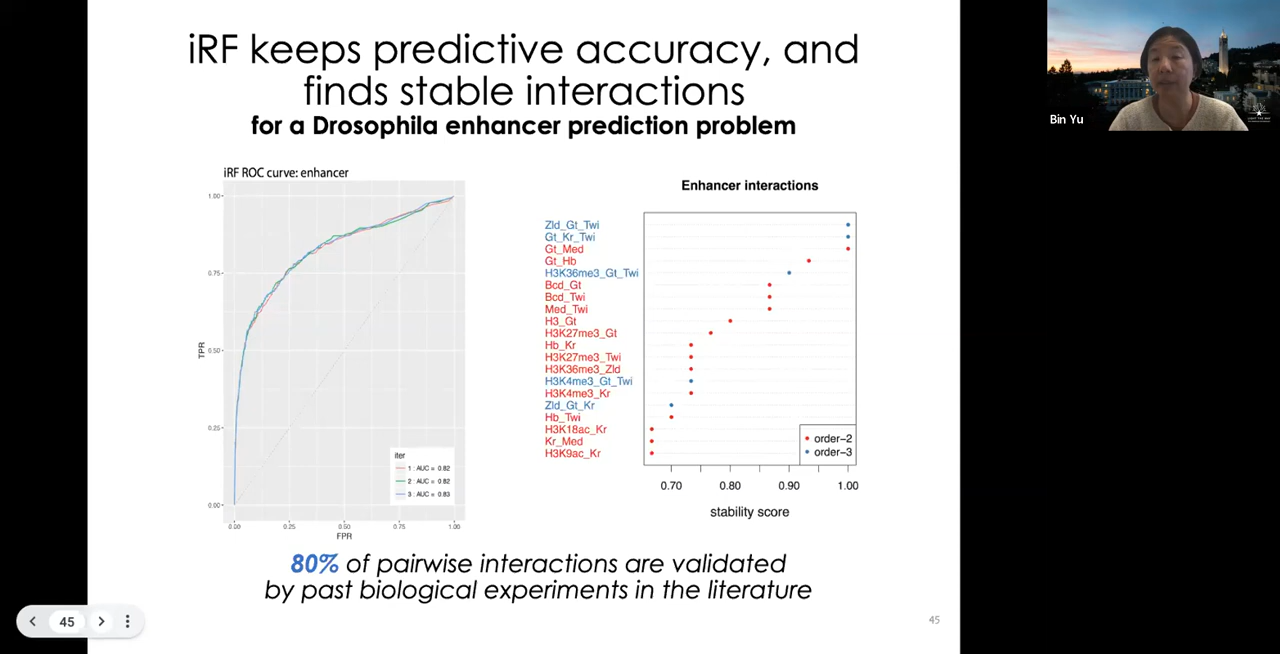 iRF keeps predictive accuracy, and
finds stable interactions
for a Drosophila enhancer prediction problem
iRF ROC curve: enhancer
1.00
0.75
0.50
0.25
0.00
TPR
0.00 0.25 0.50 0.75 1.00
FPR
iter
1 : AUC = 0.82
2 : AUC = 0.82
3 : AUC = 0.83
Enhancer interactions
Zld_Gt_Twi
Gt_Kr_Twi
Gt_Med
Gt_Hb
H3K36me3_Gt_Twi
Bcd_Gt
Bcd_Twi
Med_Twi
H3_Gt
H3K27me3_Gt
Hb_Kr
H3K27me3_Twi
H3K36me3_Zld
H3K4me3_Gt_Twi
H3K4me3_Kr
Zld_Gt_Kr
Hb_Twi
H3K18ac_Kr
Kr_Med
H3K9ac_Kr
order-2
order-3
0.70 0.80 0.90 1.00
stability score
80% of pairwise interactions are validated
by past biological experiments in the literature
45
45
Bin Yu